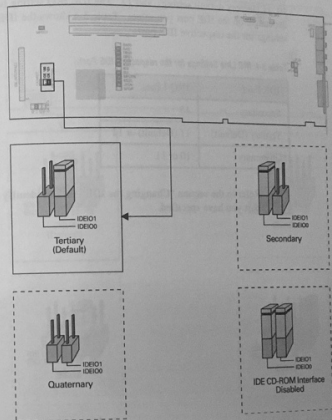 IDEIO1
IDEIO0
Tertiary
(Default)
IDEIO1
IDEIO0
Secondary
IDEIO1
IDEIO0
Quaternary
IDEIO1
IDEIO0
IDE CD-ROM Interface
Disabled